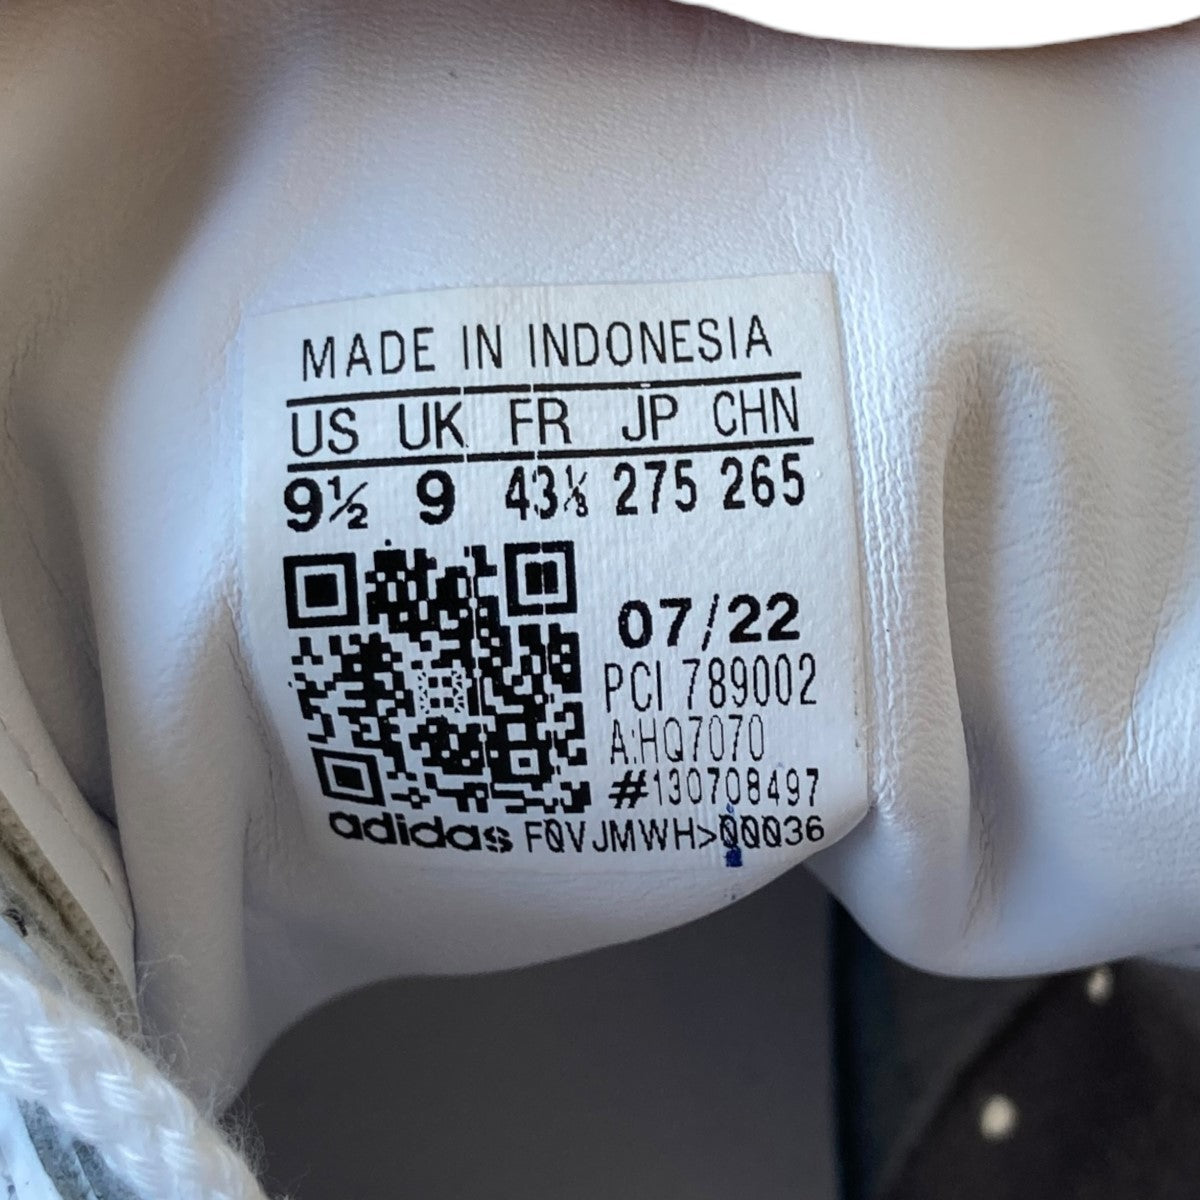 MADE IN INDONESIA
US UK FR JP CHN
9½ 9 43⅓ 275 265
07/22
PCI 789002
A:HQ7070
#130708497
adidas FQVJMWH>00036